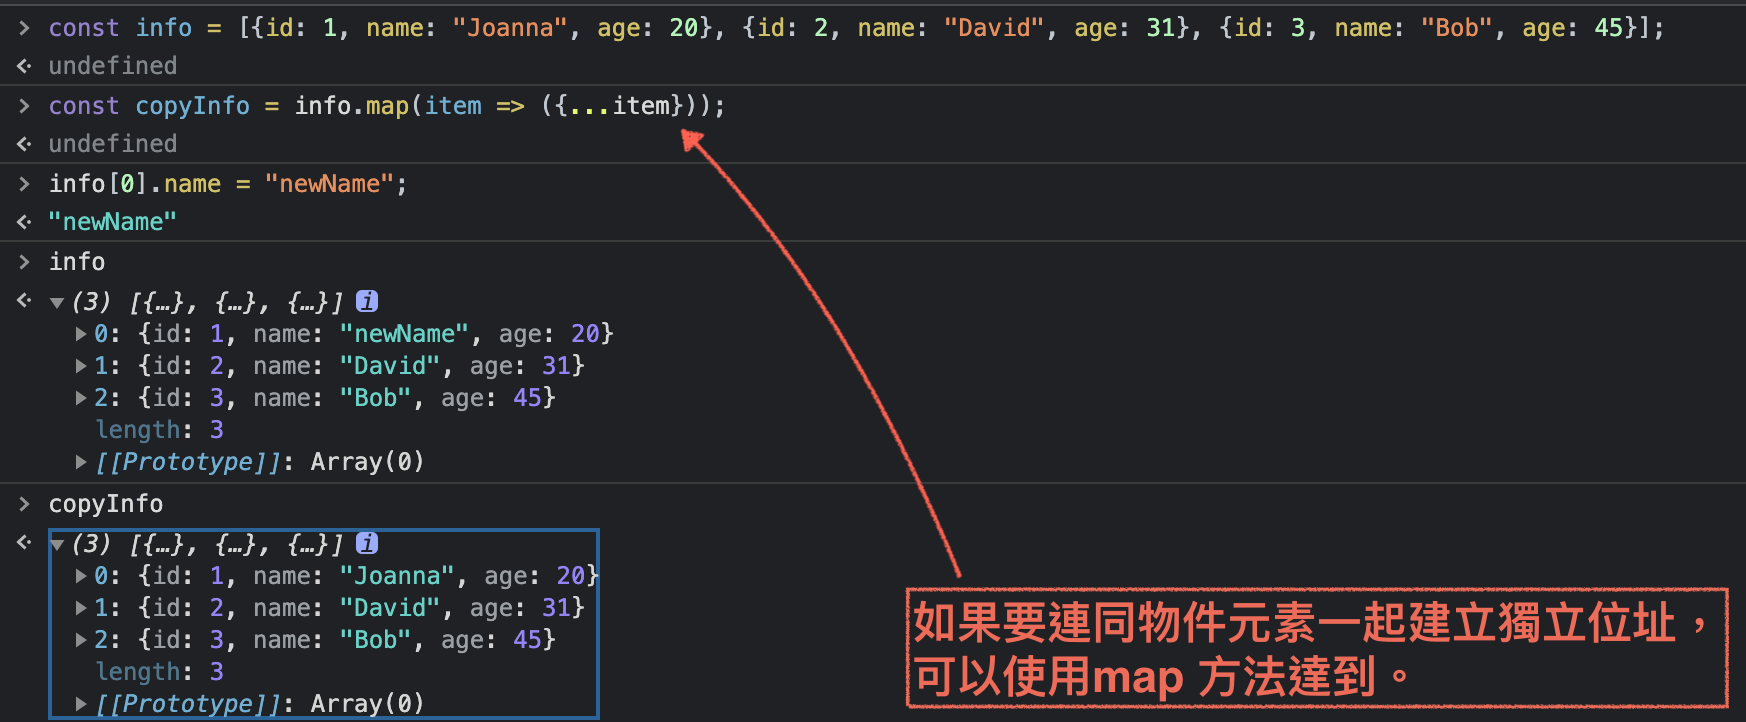 > const info = [{id: 1, name: "Joanna", age: 20}, {id: 2, name: "David", age: 31}, {id: 3, name: "Bob", age: 45}];
undefined
> const copyInfo = info.map(item => ({...item}));
undefined
> info[0].name = "newName";
"newName"
> info
(3) [{…}, {…}, {…}] i
0: {id: 1, name: "newName", age: 20}
1: {id: 2, name: "David", age: 31}
2: {id: 3, name: "Bob", age: 45}
length: 3
[[Prototype]]: Array(0)
> copyInfo
(3) [{…}, {…}, {…}] i
0: {id: 1, name: "Joanna", age: 20}
1: {id: 2, name: "David", age: 31}
2: {id: 3, name: "Bob", age: 45}
length: 3
[[Prototype]]: Array(0)
如果要連同物件元素一起建立獨立位址，
可以使用map 方法達到。